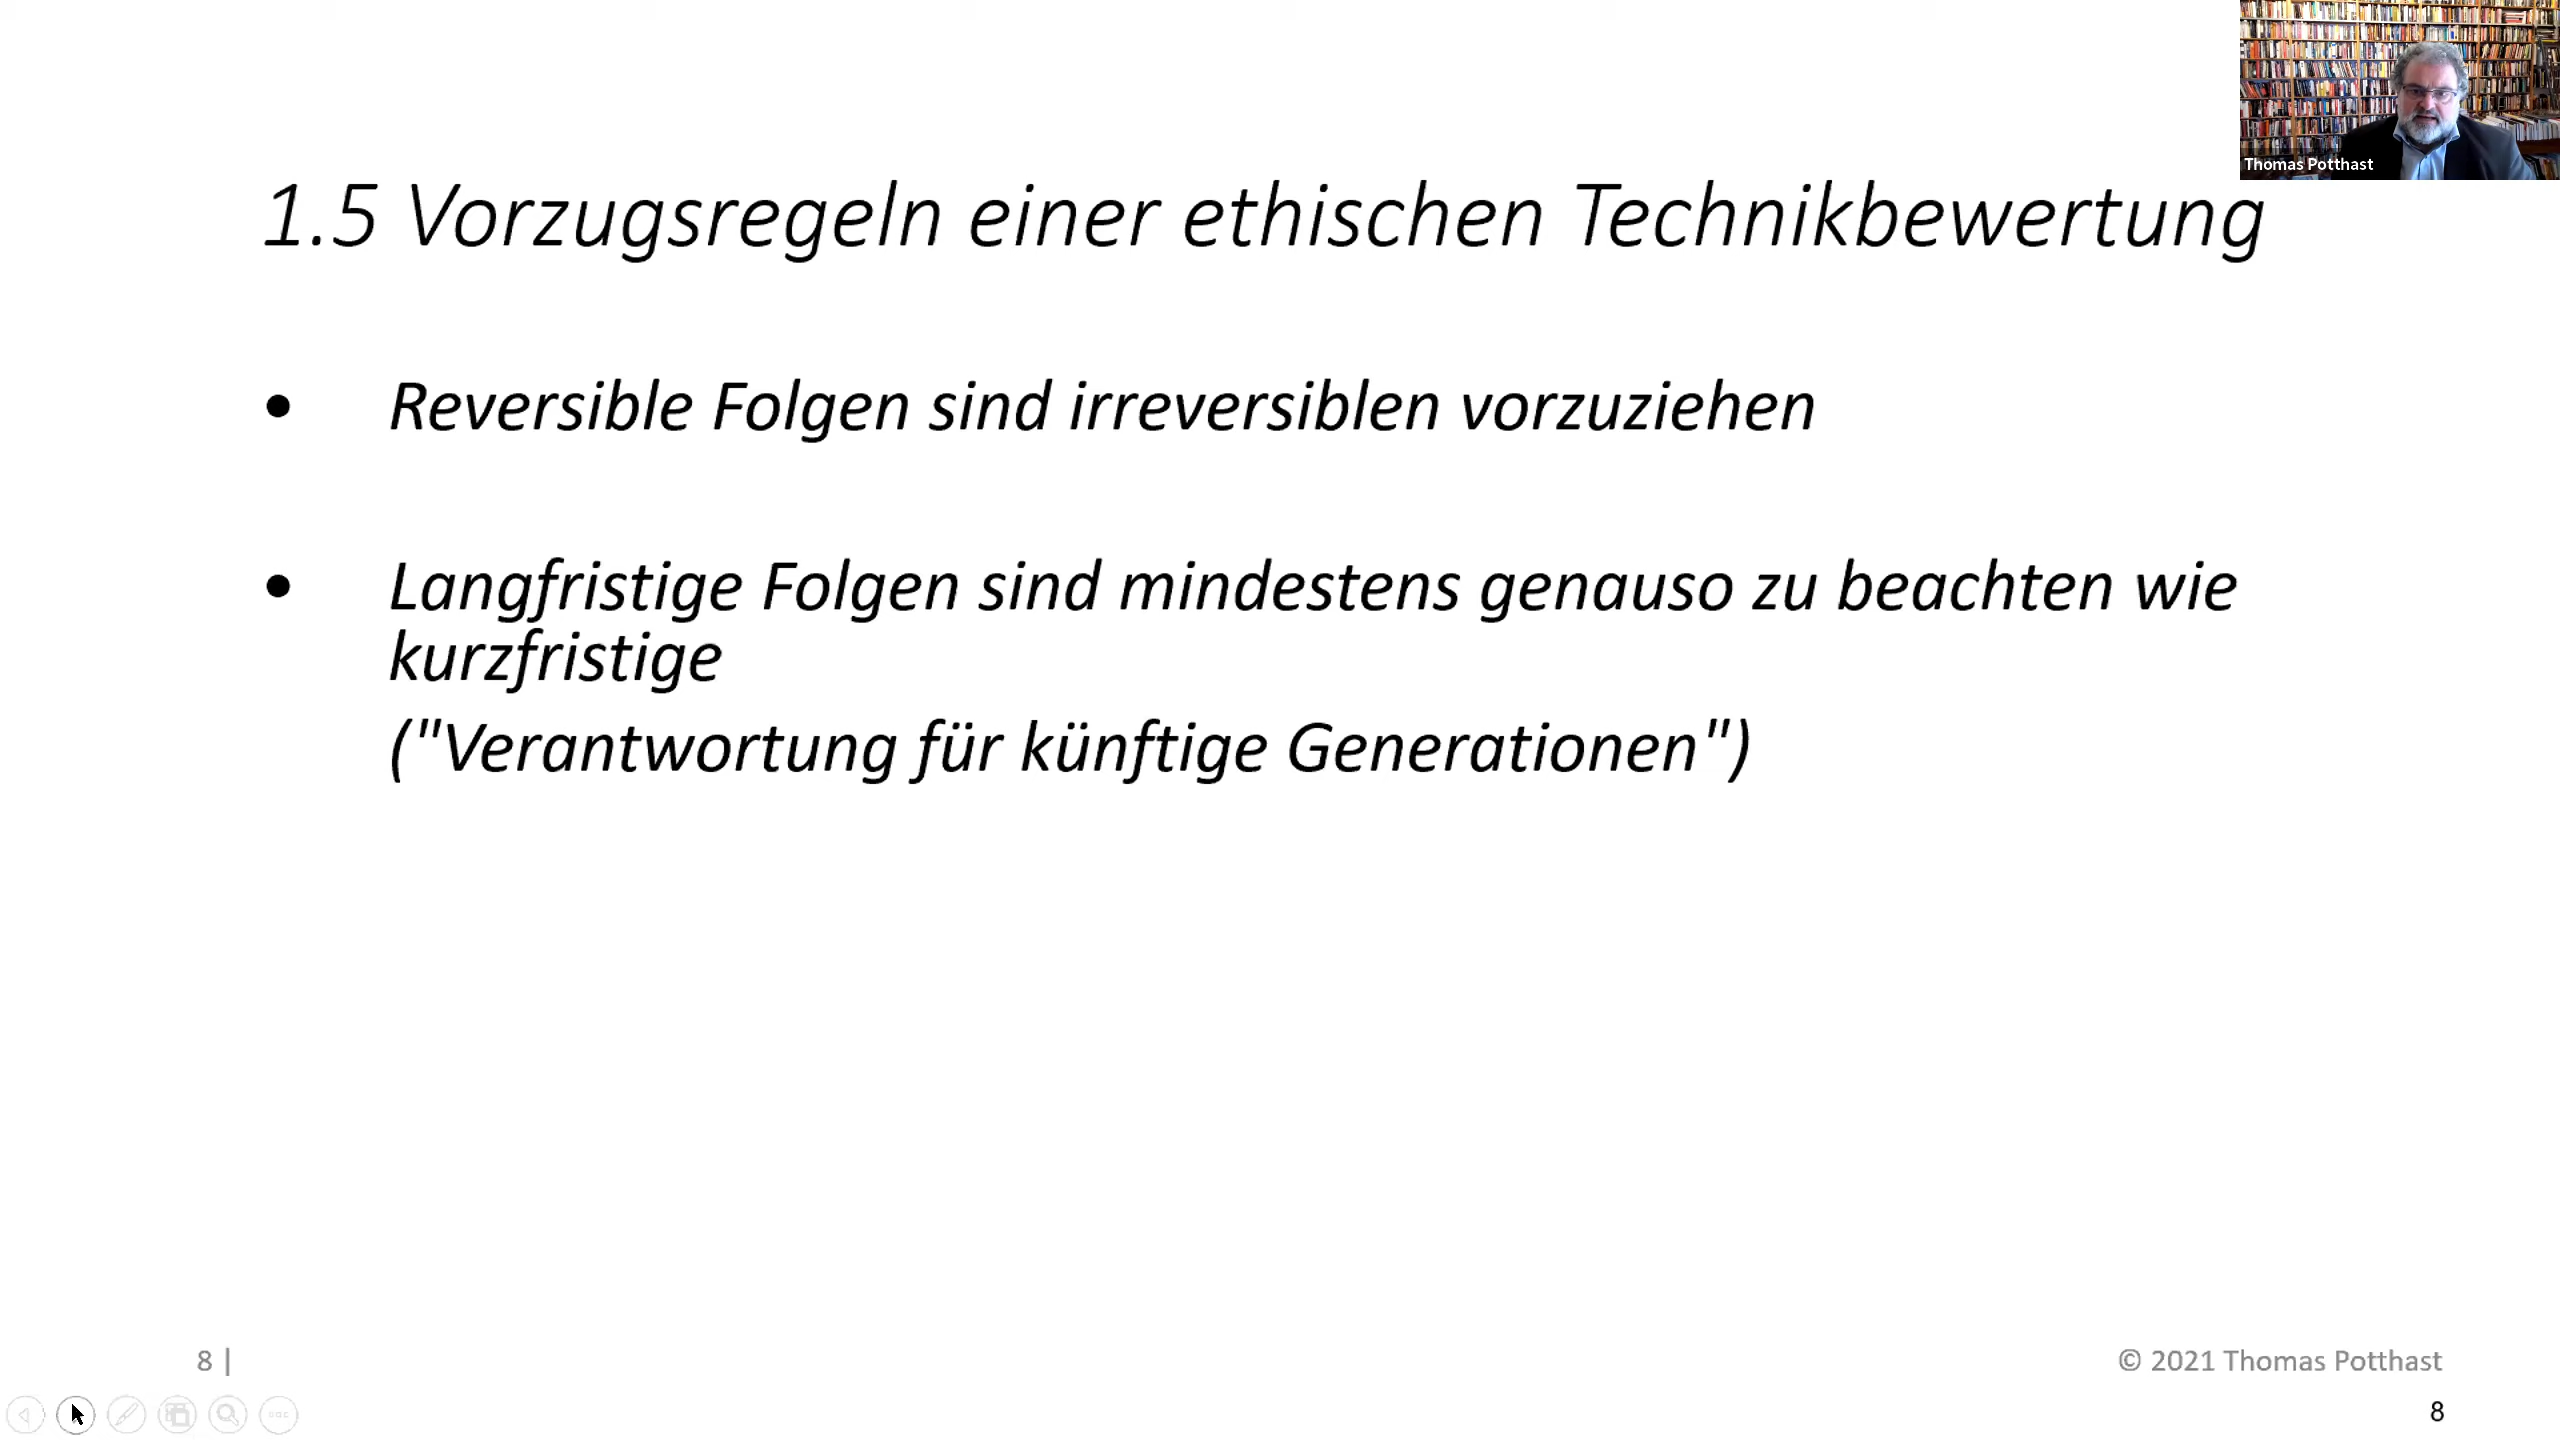 Thomas Potthast
1.5 Vorzugsregeln einer ethischen Technikbewertung
• Reversible Folgen sind irreversiblen vorzuziehen
• Langfristige Folgen sind mindestens genauso zu beachten wie
kurzfristige
("Verantwortung für künftige Generationen")
8 |
© 2021 Thomas Potthast
8